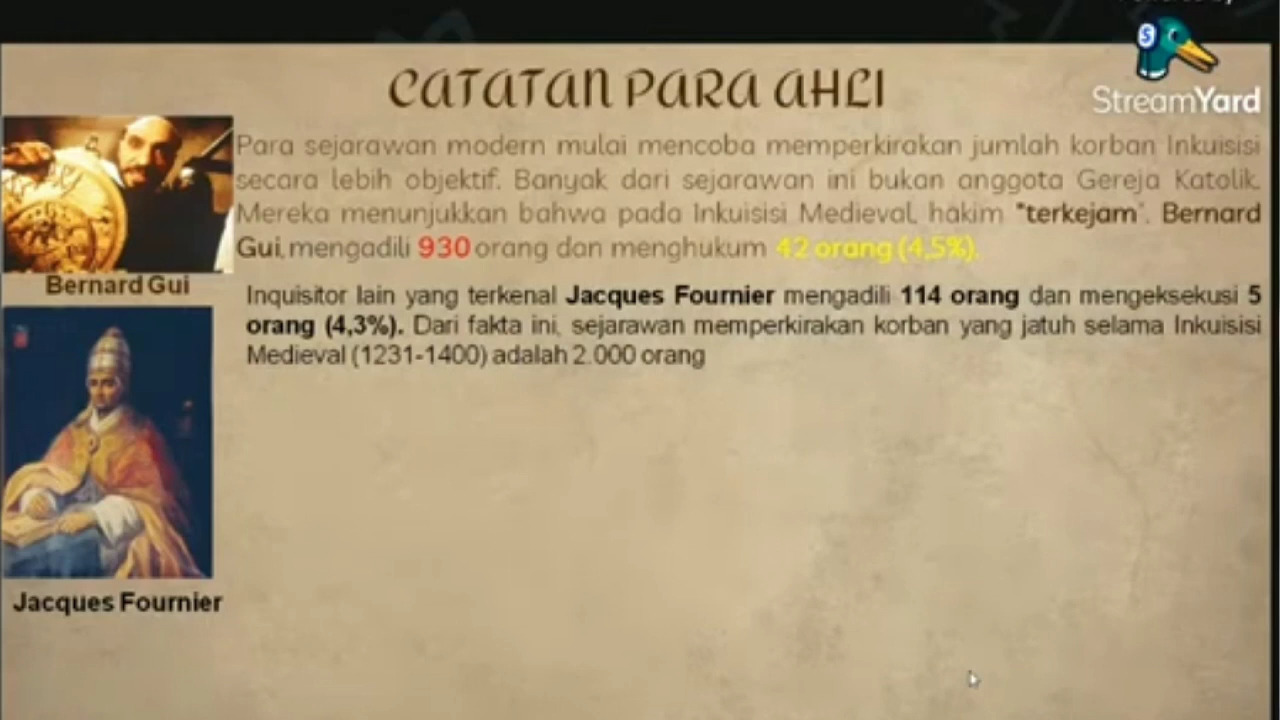 StreamYard
CATATAN PARA AHLI
Para sejarawan modern mulai mencoba memperkirakan jumlah korban Inkuisisi
secara lebih objektif. Banyak dari sejarawan ini bukan anggota Gereja Katolik.
Mereka menunjukkan bahwa pada Inkuisisi Medieval, hakim "terkejam", Bernard
Gui, mengadili 930 orang dan menghukum 42 orang (4,5%).
Bernard Gui
Inquisitor lain yang terkenal Jacques Fournier mengadili 114 orang dan mengeksekusi 5
orang (4,3%). Dari fakta ini, sejarawan memperkirakan korban yang jatuh selama Inkuisisi
Medieval (1231-1400) adalah 2.000 orang
Jacques Fournier